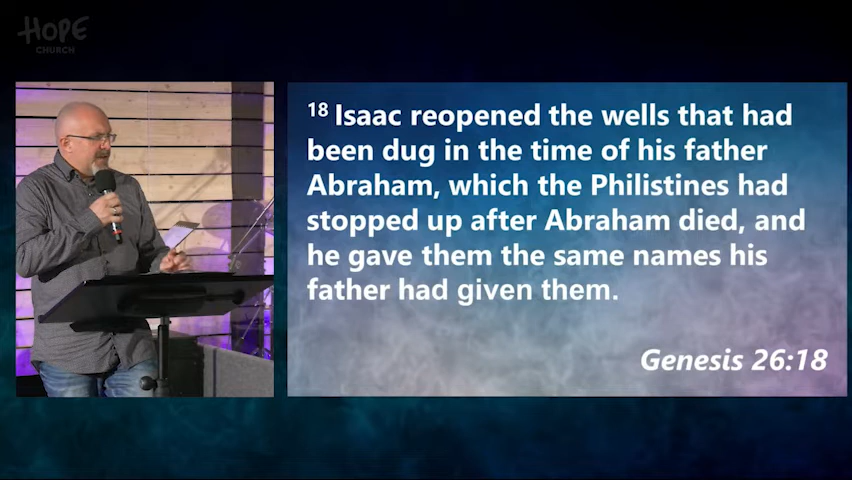 HOPE
CHURCH
18 Isaac reopened the wells that had
been dug in the time of his father
Abraham, which the Philistines had
stopped up after Abraham died, and
he gave them the same names his
father had given them.
Genesis 26:18